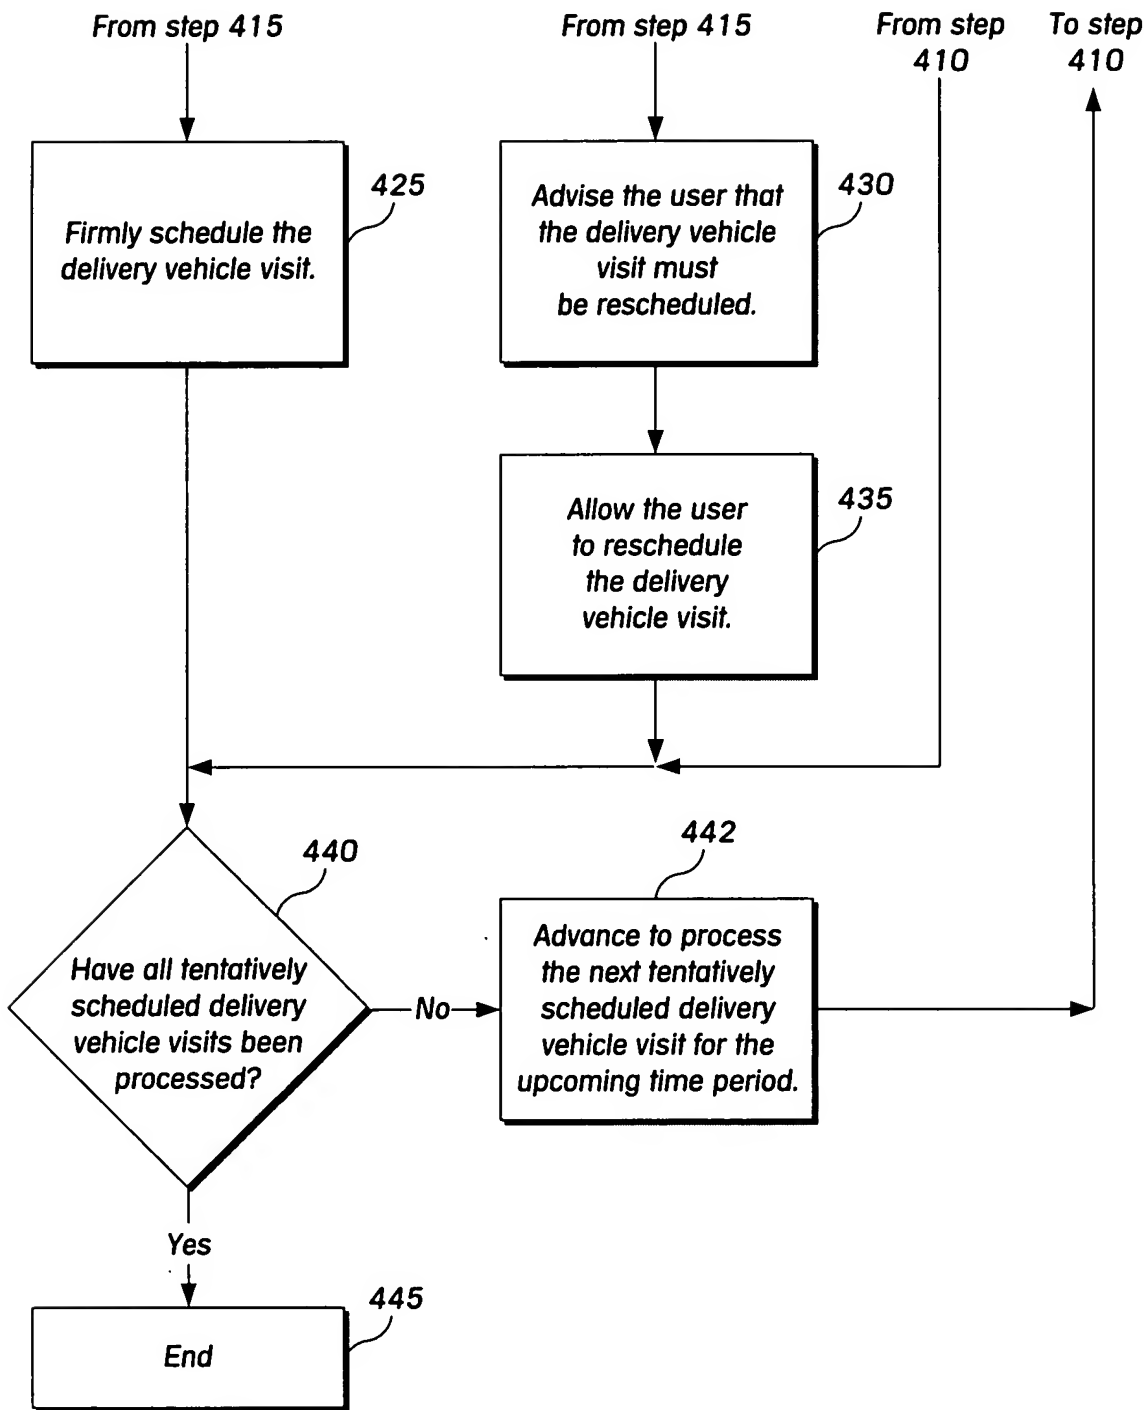 From step 415
From step 415
From step
410
To step
410
425
Firmly schedule the
delivery vehicle visit.
430
Advise the user that
the delivery vehicle
visit must
be rescheduled.
435
Allow the user
to reschedule
the delivery
vehicle visit.
440
Have all tentatively
scheduled delivery
vehicle visits been
processed?
No
442
Advance to process
the next tentatively
scheduled delivery
vehicle visit for the
upcoming time period.
Yes
445
End